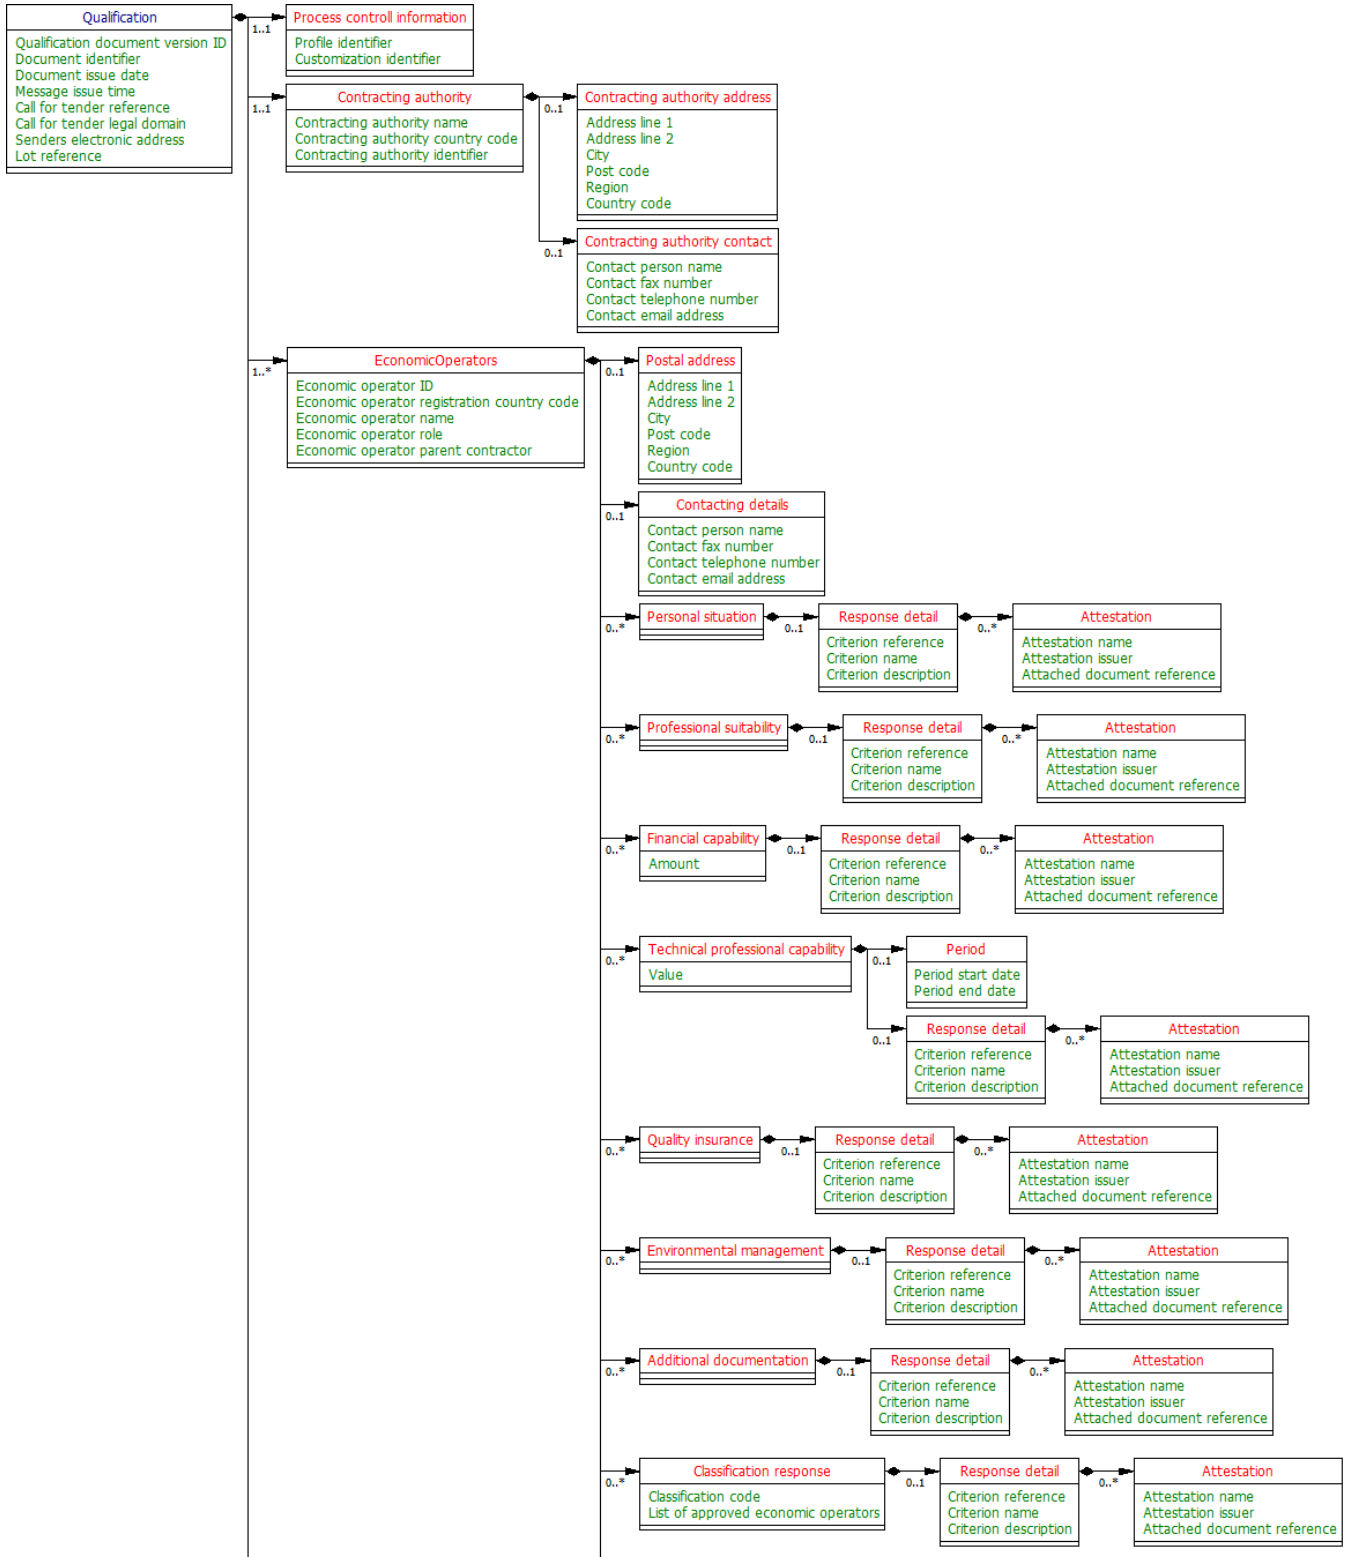 Qualification
Qualification document version ID
Document identifier
Document issue date
Message issue time
Call for tender reference
Call for tender legal domain
Senders electronic address
Lot reference
1..1
Process controll information
Profile identifier
Customization identifier
1..1
Contracting authority
Contracting authority name
Contracting authority country code
Contracting authority identifier
0..1
Contracting authority address
Address line 1
Address line 2
City
Post code
Region
Country code
0..1
Contracting authority contact
Contact person name
Contact fax number
Contact telephone number
Contact email address
1..*
EconomicOperators
Economic operator ID
Economic operator registration country code
Economic operator name
Economic operator role
Economic operator parent contractor
0..1
Postal address
Address line 1
Address line 2
City
Post code
Region
Country code
0..1
Contacting details
Contact person name
Contact fax number
Contact telephone number
Contact email address
0..*
Personal situation
0..1
Response detail
Criterion reference
Criterion name
Criterion description
0..*
Attestation
Attestation name
Attestation issuer
Attached document reference
0..*
Professional suitability
0..1
Response detail
Criterion reference
Criterion name
Criterion description
0..*
Attestation
Attestation name
Attestation issuer
Attached document reference
0..*
Financial capability
Amount
0..1
Response detail
Criterion reference
Criterion name
Criterion description
0..*
Attestation
Attestation name
Attestation issuer
Attached document reference
0..*
Technical professional capability
Value
0..1
Period
Period start date
Period end date
0..1
Response detail
Criterion reference
Criterion name
Criterion description
0..*
Attestation
Attestation name
Attestation issuer
Attached document reference
0..*
Quality insurance
0..1
Response detail
Criterion reference
Criterion name
Criterion description
0..*
Attestation
Attestation name
Attestation issuer
Attached document reference
0..*
Environmental management
0..1
Response detail
Criterion reference
Criterion name
Criterion description
0..*
Attestation
Attestation name
Attestation issuer
Attached document reference
0..*
Additional documentation
0..1
Response detail
Criterion reference
Criterion name
Criterion description
0..*
Attestation
Attestation name
Attestation issuer
Attached document reference
0..*
Classification response
Classification code
List of approved economic operators
0..1
Response detail
Criterion reference
Criterion name
Criterion description
0..*
Attestation
Attestation name
Attestation issuer
Attached document reference